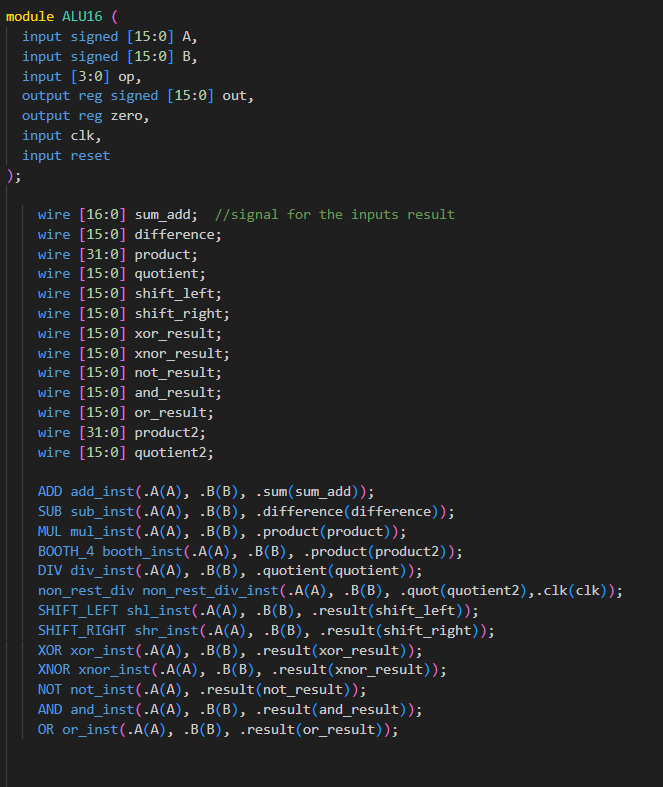 module ALU16 (
input signed [15:0] A,
input signed [15:0] B,
input [3:0] op,
output reg signed [15:0] out,
output reg zero,
input clk,
input reset
);
wire [16:0] sum_add;  //signal for the inputs result
wire [15:0] difference;
wire [31:0] product;
wire [15:0] quotient;
wire [15:0] shift_left;
wire [15:0] shift_right;
wire [15:0] xor_result;
wire [15:0] xnor_result;
wire [15:0] not_result;
wire [15:0] and_result;
wire [15:0] or_result;
wire [31:0] product2;
wire [15:0] quotient2;
ADD add_inst(.A(A), .B(B), .sum(sum_add));
SUB sub_inst(.A(A), .B(B), .difference(difference));
MUL mul_inst(.A(A), .B(B), .product(product));
BOOTH_4 booth_inst(.A(A), .B(B), .product(product2));
DIV div_inst(.A(A), .B(B), .quotient(quotient));
non_rest_div non_rest_div_inst(.A(A), .B(B), .quot(quotient2),.clk(clk));
SHIFT_LEFT shl_inst(.A(A), .B(B), .result(shift_left));
SHIFT_RIGHT shr_inst(.A(A), .B(B), .result(shift_right));
XOR xor_inst(.A(A), .B(B), .result(xor_result));
XNOR xnor_inst(.A(A), .B(B), .result(xnor_result));
NOT not_inst(.A(A), .result(not_result));
AND and_inst(.A(A), .B(B), .result(and_result));
OR or_inst(.A(A), .B(B), .result(or_result));